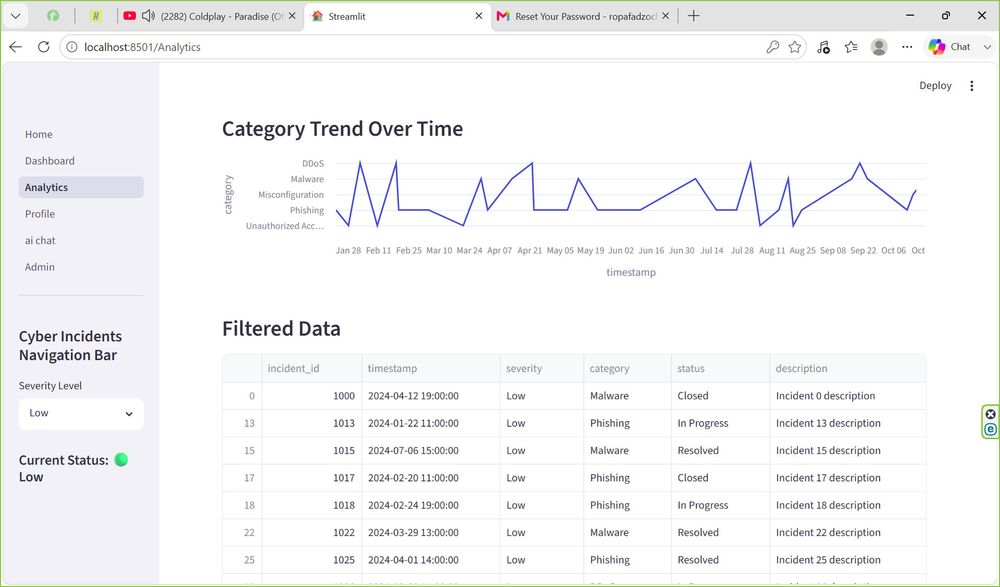 (2282) Coldplay - Paradise (Of
Streamlit
Reset Your Password - ropafadzoc
localhost:8501/Analytics
Chat
Deploy
Home
Dashboard
Analytics
Profile
ai chat
Admin
Cyber Incidents
Navigation Bar
Severity Level
Low
Current Status:
Low
Category Trend Over Time
category
DDoS
Malware
Misconfiguration
Phishing
Unauthorized Acc…
Jan 28 Feb 11 Feb 25 Mar 10 Mar 24 Apr 07 Apr 21 May 05 May 19 Jun 02 Jun 16 Jun 30 Jul 14 Jul 28 Aug 11 Aug 25 Sep 08 Sep 22 Oct 06 Oct
timestamp
Filtered Data
incident_id timestamp severity category status description
0 1000 2024-04-12 19:00:00 Low Malware Closed Incident 0 description
13 1013 2024-01-22 11:00:00 Low Phishing In Progress Incident 13 description
15 1015 2024-07-06 15:00:00 Low Malware Resolved Incident 15 description
17 1017 2024-02-20 11:00:00 Low Phishing Closed Incident 17 description
18 1018 2024-02-24 19:00:00 Low Phishing In Progress Incident 18 description
22 1022 2024-03-29 13:00:00 Low Malware Resolved Incident 22 description
25 1025 2024-04-01 14:00:00 Low Phishing Resolved Incident 25 description